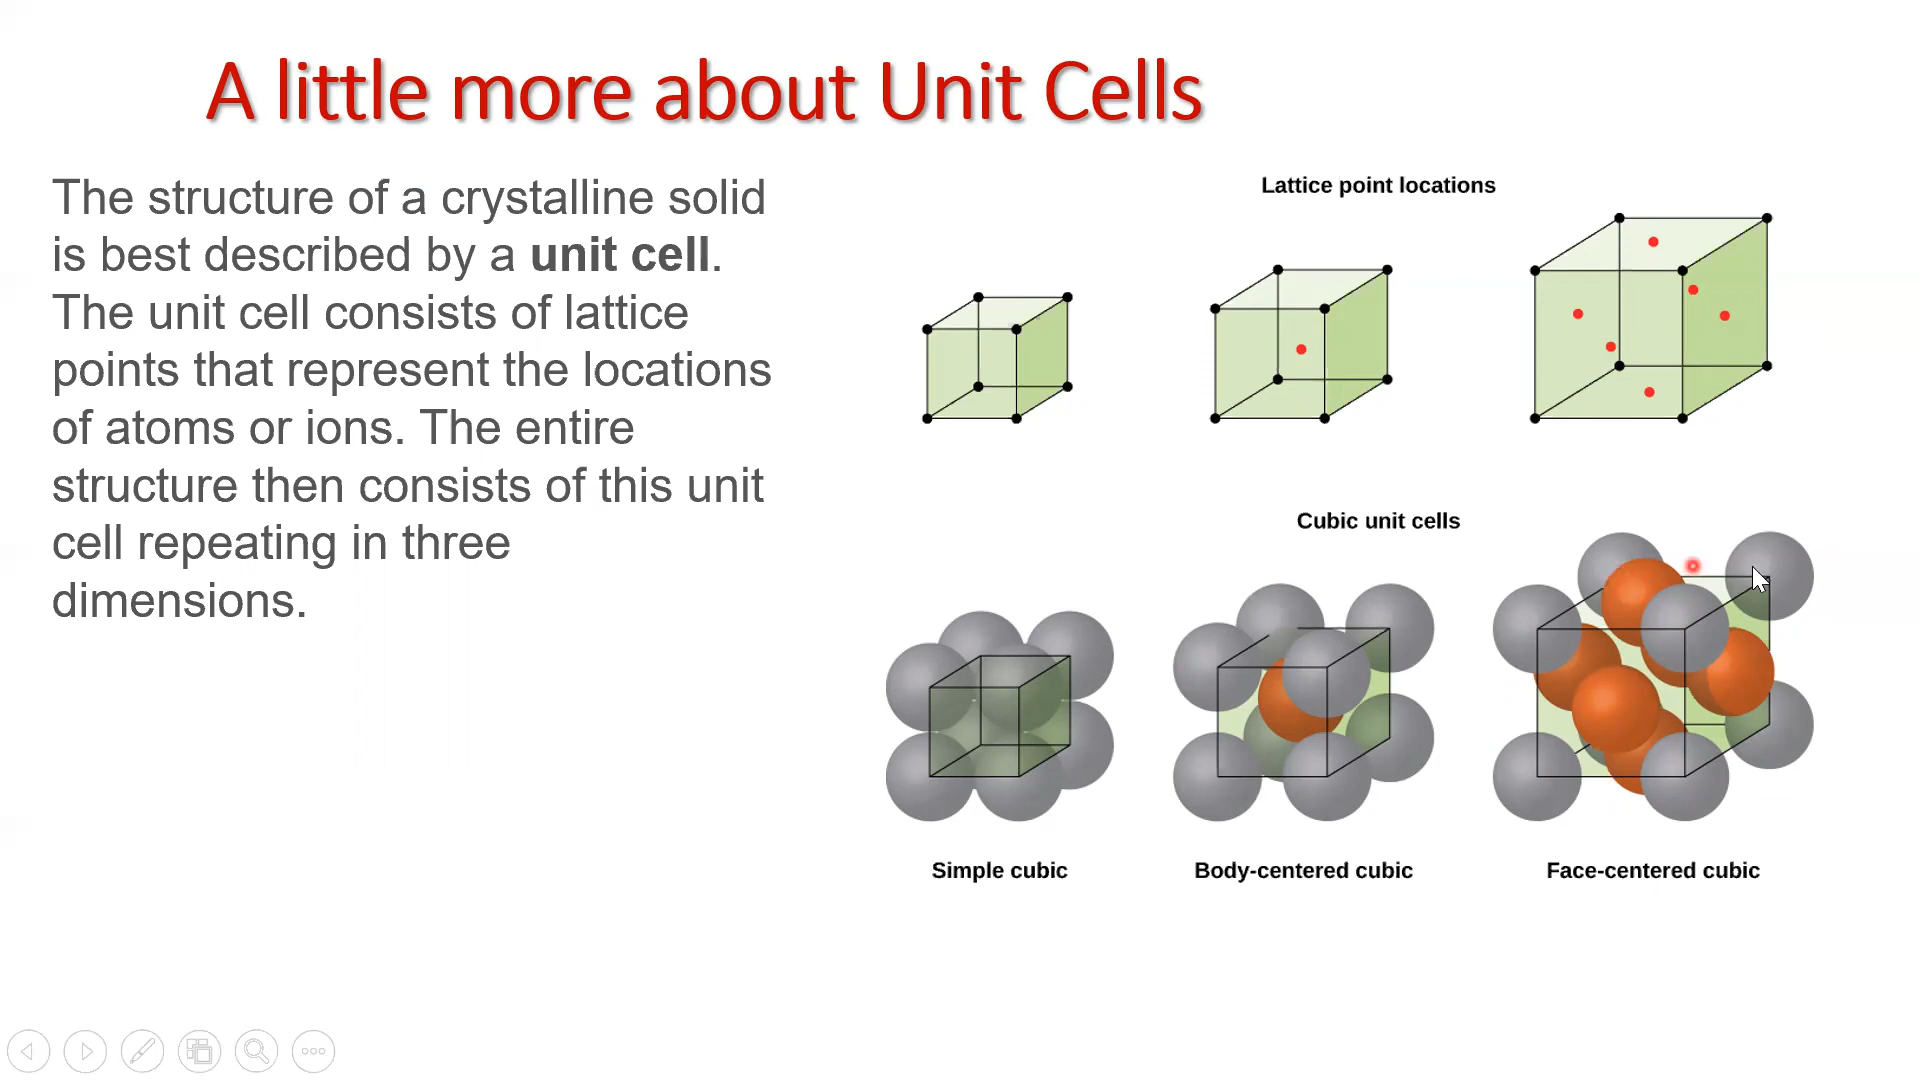 A little more about Unit Cells
The structure of a crystalline solid
is best described by a unit cell.
The unit cell consists of lattice
points that represent the locations
of atoms or ions. The entire
structure then consists of this unit
cell repeating in three
dimensions.
Lattice point locations
Cubic unit cells
Simple cubic
Body-centered cubic
Face-centered cubic